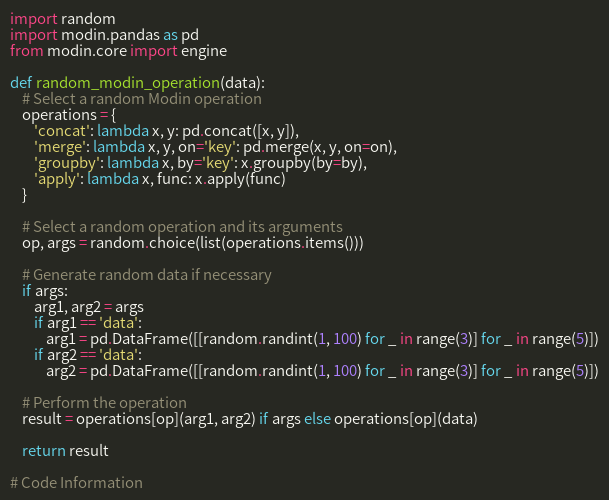 import random
import modin.pandas as pd
from modin.core import engine

def random_modin_operation(data):
    # Select a random Modin operation
    operations = {
        'concat': lambda x, y: pd.concat([x, y]),
        'merge': lambda x, y, on='key': pd.merge(x, y, on=on),
        'groupby': lambda x, by='key': x.groupby(by=by),
        'apply': lambda x, func: x.apply(func)
    }

    # Select a random operation and its arguments
    op, args = random.choice(list(operations.items()))

    # Generate random data if necessary
    if args:
        arg1, arg2 = args
        if arg1 == 'data':
            arg1 = pd.DataFrame([[random.randint(1, 100) for _ in range(3)] for _ in range(5)])
        if arg2 == 'data':
            arg2 = pd.DataFrame([[random.randint(1, 100) for _ in range(3)] for _ in range(5)])

    # Perform the operation
    result = operations[op](arg1, arg2) if args else operations[op](data)

    return result

# Code Information